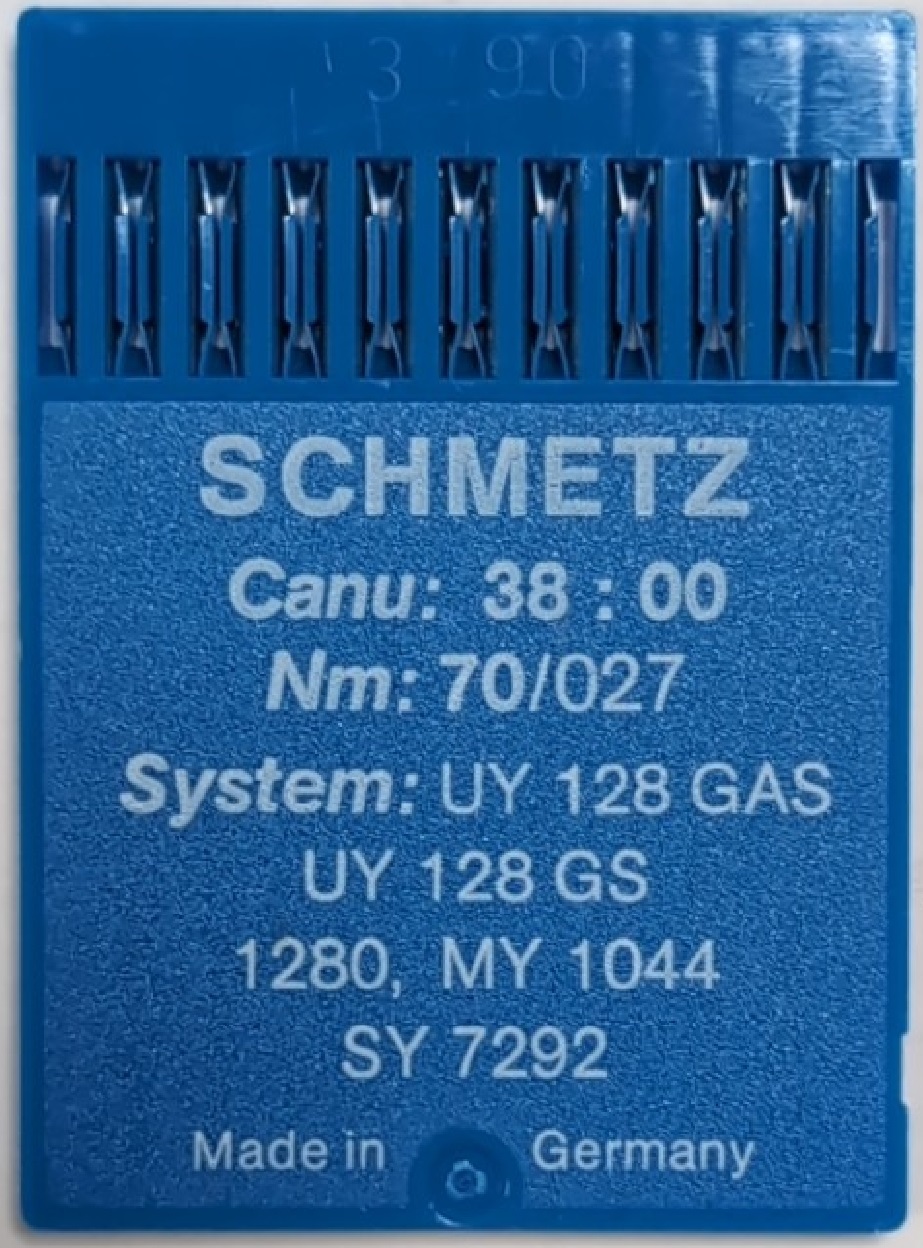 3 90
SCHMETZ
Canu: 38 : 00
Nm: 70/027
System: UY 128 GAS
UY 128 GS
1280, MY 1044
SY 7292
Made in Germany